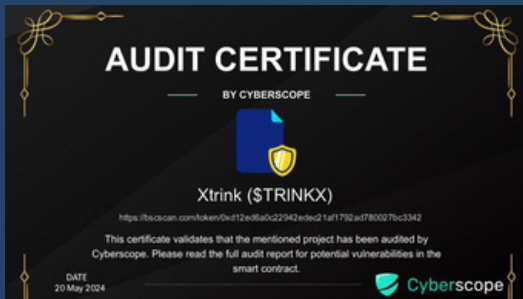 AUDIT CERTIFICATE
BY CYBERSCOPE
Xtrink ($TRINKX)
https://bscscan.com/token/0xd12ed6a0c22942edec21af1792ad780027bc3342
This certificate validates that the mentioned project has been audited by
Cyberscope. Please read the full audit report for potential vulnerabilities in the
smart contract.
DATE
20 May 2024
Cyberscope